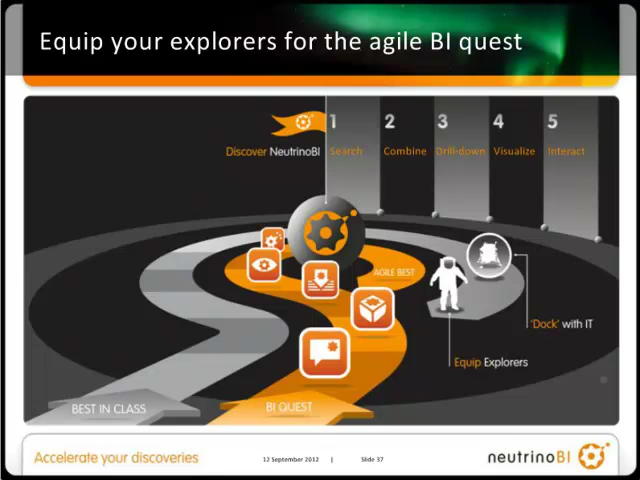 Equip your explorers for the agile BI quest
1
2
3
4
5
Discover NeutrinoBI
Search
Combine
Drill-down
Visualize
Interact
AGILE BEST
'Dock' with IT
Equip Explorers
BEST IN CLASS
BI QUEST
Accelerate your discoveries
12 September 2012 | Slide 37
neutrinoBI